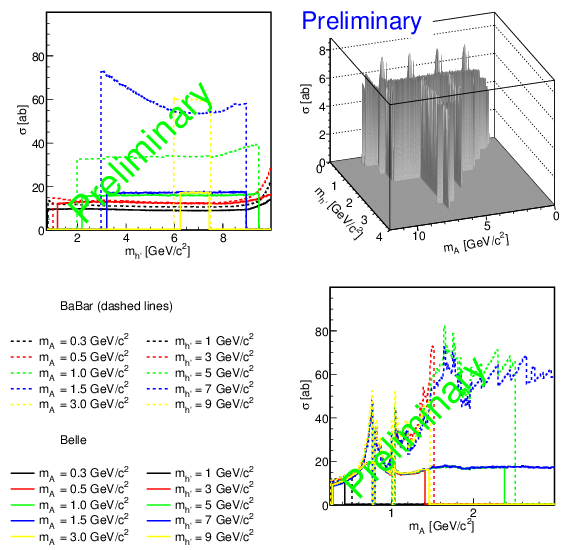 Preliminary
σ [ab]
80
60
40
20
0
4
6
8
m_h' [GeV/c²]
Preliminary
σ [ab]
8
6
4
2
0
1
2
3
4
m_h' [GeV/c²]
10
5
0
m_A [GeV/c²]
BaBar (dashed lines)
m_A = 0.3 GeV/c² m_h' = 1 GeV/c²
m_A = 0.5 GeV/c² m_h' = 3 GeV/c²
m_A = 1.0 GeV/c² m_h' = 5 GeV/c²
m_A = 1.5 GeV/c² m_h' = 7 GeV/c²
m_A = 3.0 GeV/c² m_h' = 9 GeV/c²
Belle
m_A = 0.3 GeV/c² m_h' = 1 GeV/c²
m_A = 0.5 GeV/c² m_h' = 3 GeV/c²
m_A = 1.0 GeV/c² m_h' = 5 GeV/c²
m_A = 1.5 GeV/c² m_h' = 7 GeV/c²
m_A = 3.0 GeV/c² m_h' = 9 GeV/c²
Preliminary
σ [ab]
80
60
40
20
0
1
2
m_A [GeV/c²]